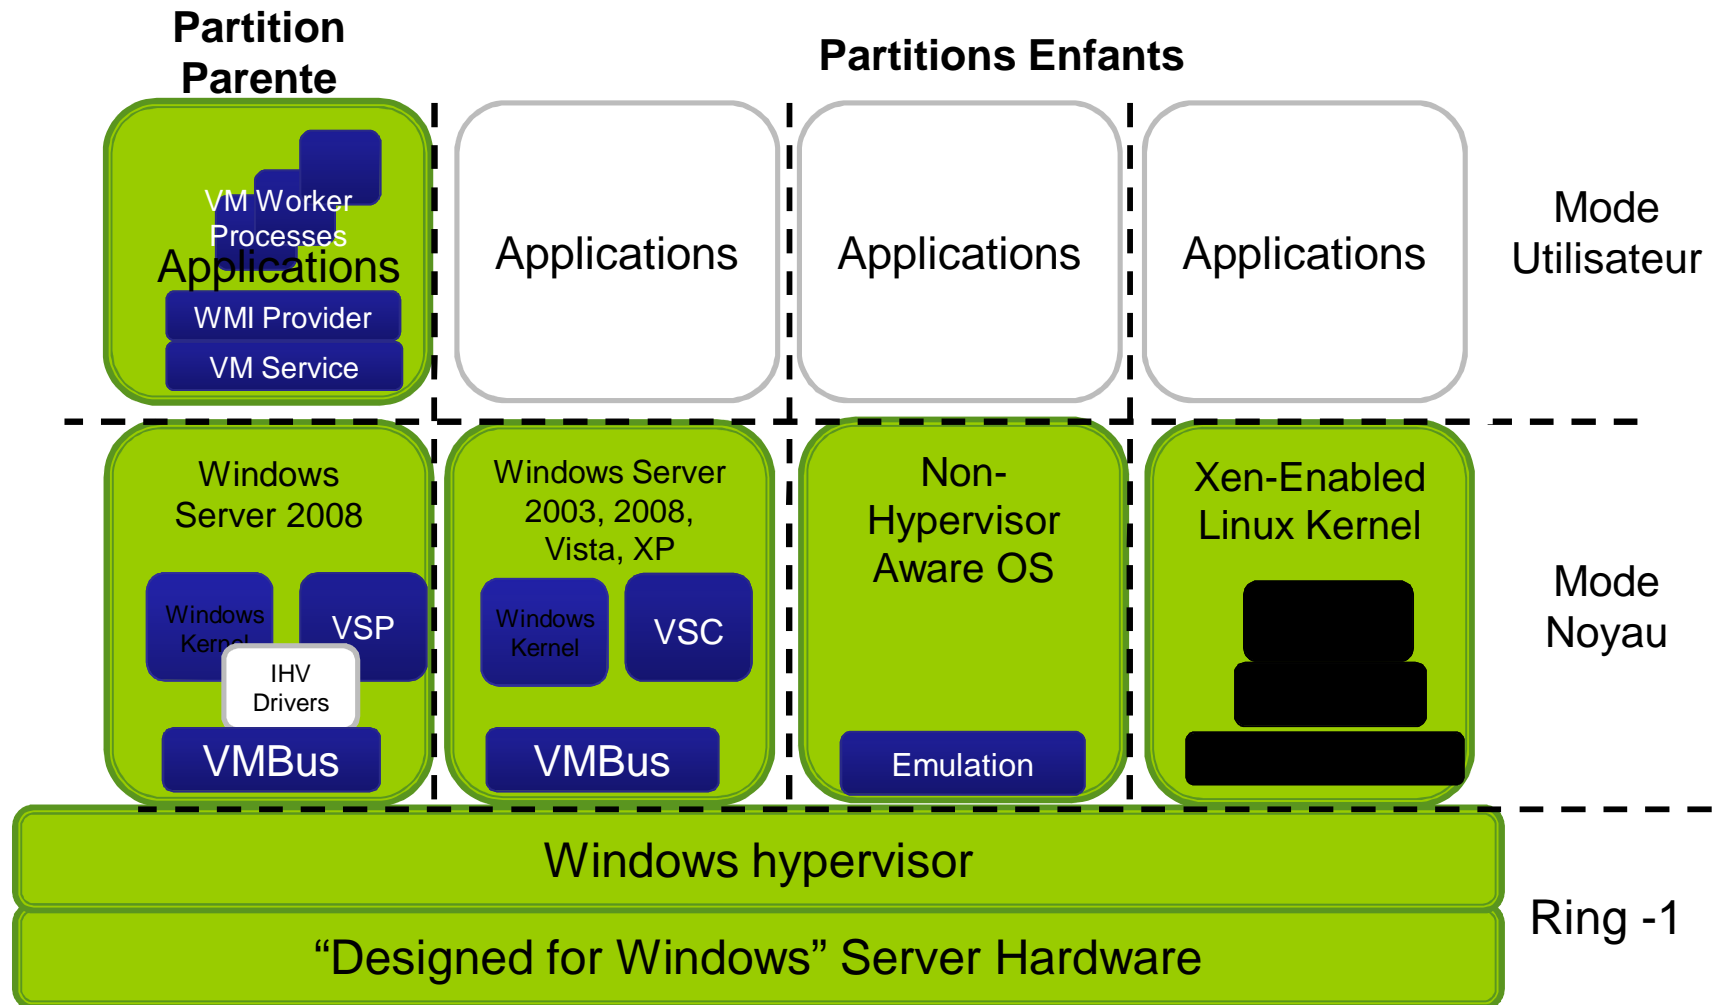 Partition
Parente
Partitions Enfants
VM Worker
Processes
Applications
WMI Provider
VM Service
Applications
Applications
Applications
Mode
Utilisateur
Windows
Server 2008
Windows
Kernel
VSP
IHV
Drivers
VMBus
Windows Server
2003, 2008,
Vista, XP
Windows
Kernel
VSC
VMBus
Non-
Hypervisor
Aware OS
Emulation
Xen-Enabled
Linux Kernel
Mode
Noyau
Windows hypervisor
“Designed for Windows” Server Hardware
Ring -1